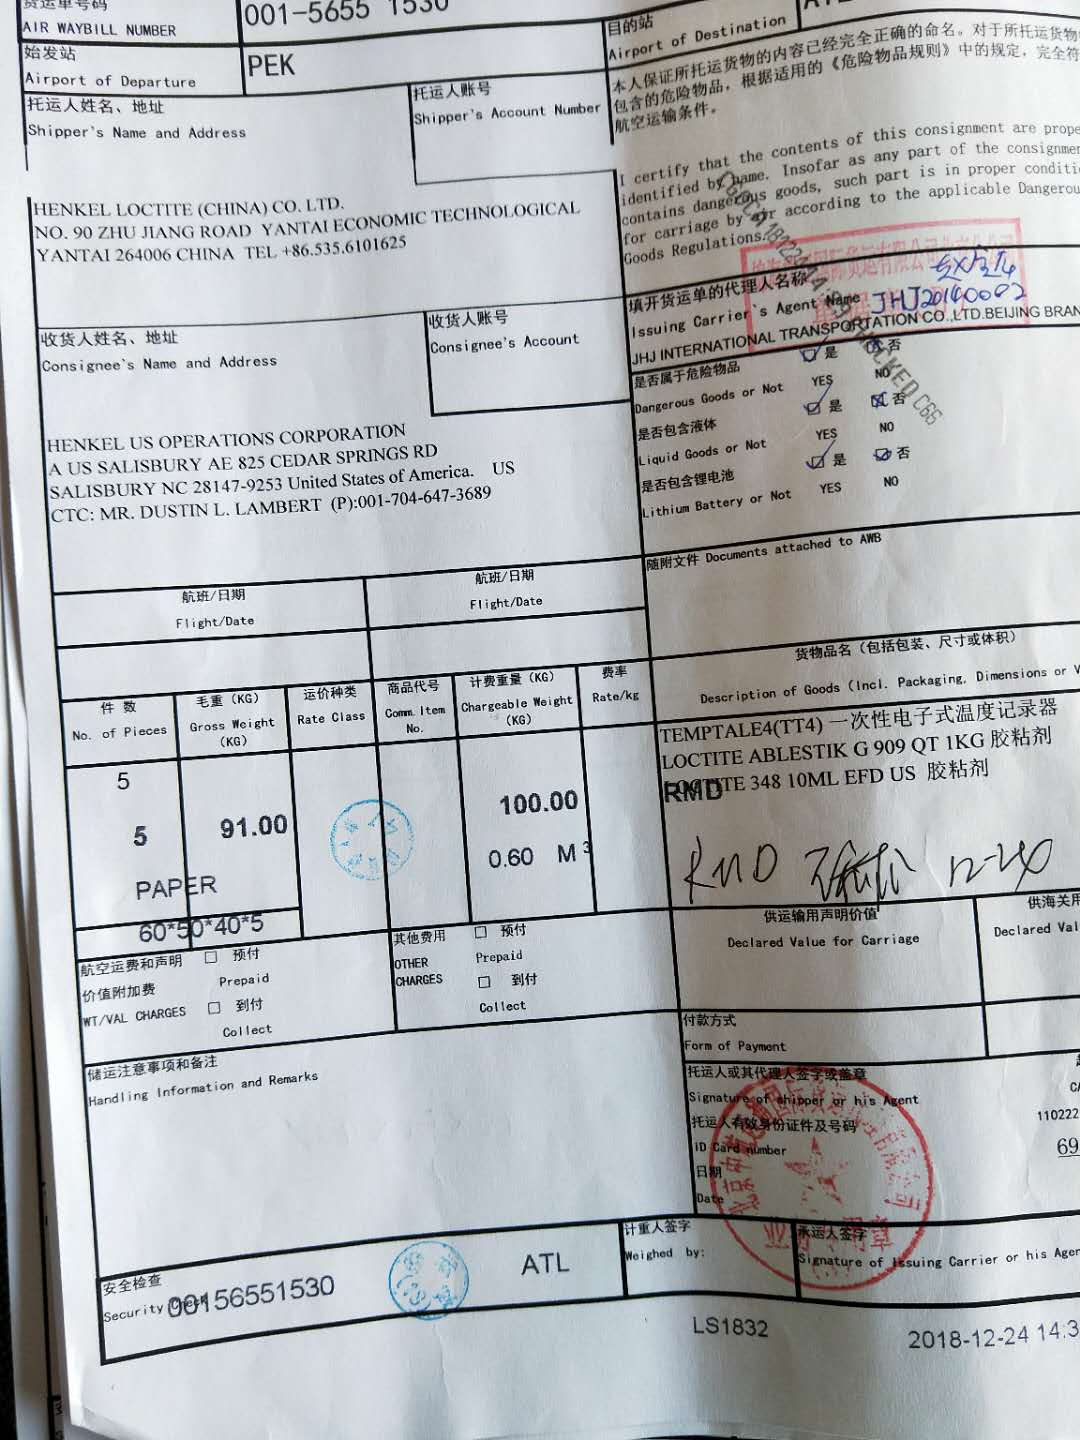 货运单号码
AIR WAYBILL NUMBER
001-5655 1530
目的站
Airport of Destination
始发站
Airport of Departure
PEK
托运人姓名、地址
Shipper's Name and Address
托运人账号
Shipper's Account Number
HENKEL LOCTITE (CHINA) CO. LTD.
NO. 90 ZHU JIANG ROAD YANTAI ECONOMIC TECHNOLOGICAL
YANTAI 264006 CHINA TEL +86.535.6101625
本人保证所托运货物的内容已经完全正确的命名。对于所托运货物
包含的危险物品，根据适用的《危险物品规则》中的规定，完全符
航空运输条件。
I certify that the contents of this consignment are
identified by name. Insofar as any part of the
contains dangerous goods, such part is in proper
for carriage by air according to the applicable
Goods Regulations.
填开货运单的代理人名称
Issuing Carrier's Agent Name
JHJ20140002
JHJ INTERNATIONAL TRANSPORTATION CO.,LTD.BEIJING
收货人姓名、地址
Consignee's Name and Address
收货人账号
Consignee's Account
HENKEL US OPERATIONS CORPORATION
A US SALISBURY AE 825 CEDAR SPRINGS RD
SALISBURY NC 28147-9253 United States of America. US
CTC: MR. DUSTIN L. LAMBERT (P):001-704-647-3689
是否属于危险物品
Dangerous Goods or Not
是
YES
否
NO
是否包含液体
Liquid Goods or Not
是
YES
否
NO
是否包含锂电池
Lithium Battery or Not
是
YES
否
NO
随附文件 Documents attached to AWB
航班/日期
Flight/Date
航班/日期
Flight/Date
件 数
No. of Pieces
毛重（KG）
Gross Weight
(KG)
运价种类
Rate Class
商品代号
Comm. Item
No.
计费重量（KG）
Chargeable Weight
(KG)
费率
Rate/kg
货物品名（包括包装、尺寸或体积）
Description of Goods (Incl. Packaging, Dimensions or
5
5
PAPER
60*50*40*5
91.00
100.00
0.60 M³
TEMPTALE4(TT4) 一次性电子式温度记录器
LOCTITE ABLESTIK G 909 QT 1KG 胶粘剂
LOCTITE 348 10ML EFD US 胶粘剂
RMD
RMD
12-20
航空运费和声明
价值附加费
WT/VAL CHARGES
预付
Prepaid
到付
Collect
其他费用
OTHER
CHARGES
预付
Prepaid
到付
Collect
供运输用声明价值
Declared Value for Carriage
供海关用
Declared
付款方式
Form of Payment
储运注意事项和备注
Handling Information and Remarks
托运人或其代理人签字或盖章
Signature of shipper or his Agent
托运人有效身份证件及号码
ID Card number
日期
Date
110222
69
安全检查
Security Check
00156551530
ATL
计重人签字
Weighed by:
承运人签字
Signature of Issuing Carrier or his
LS1832
2018-12-24 14:3